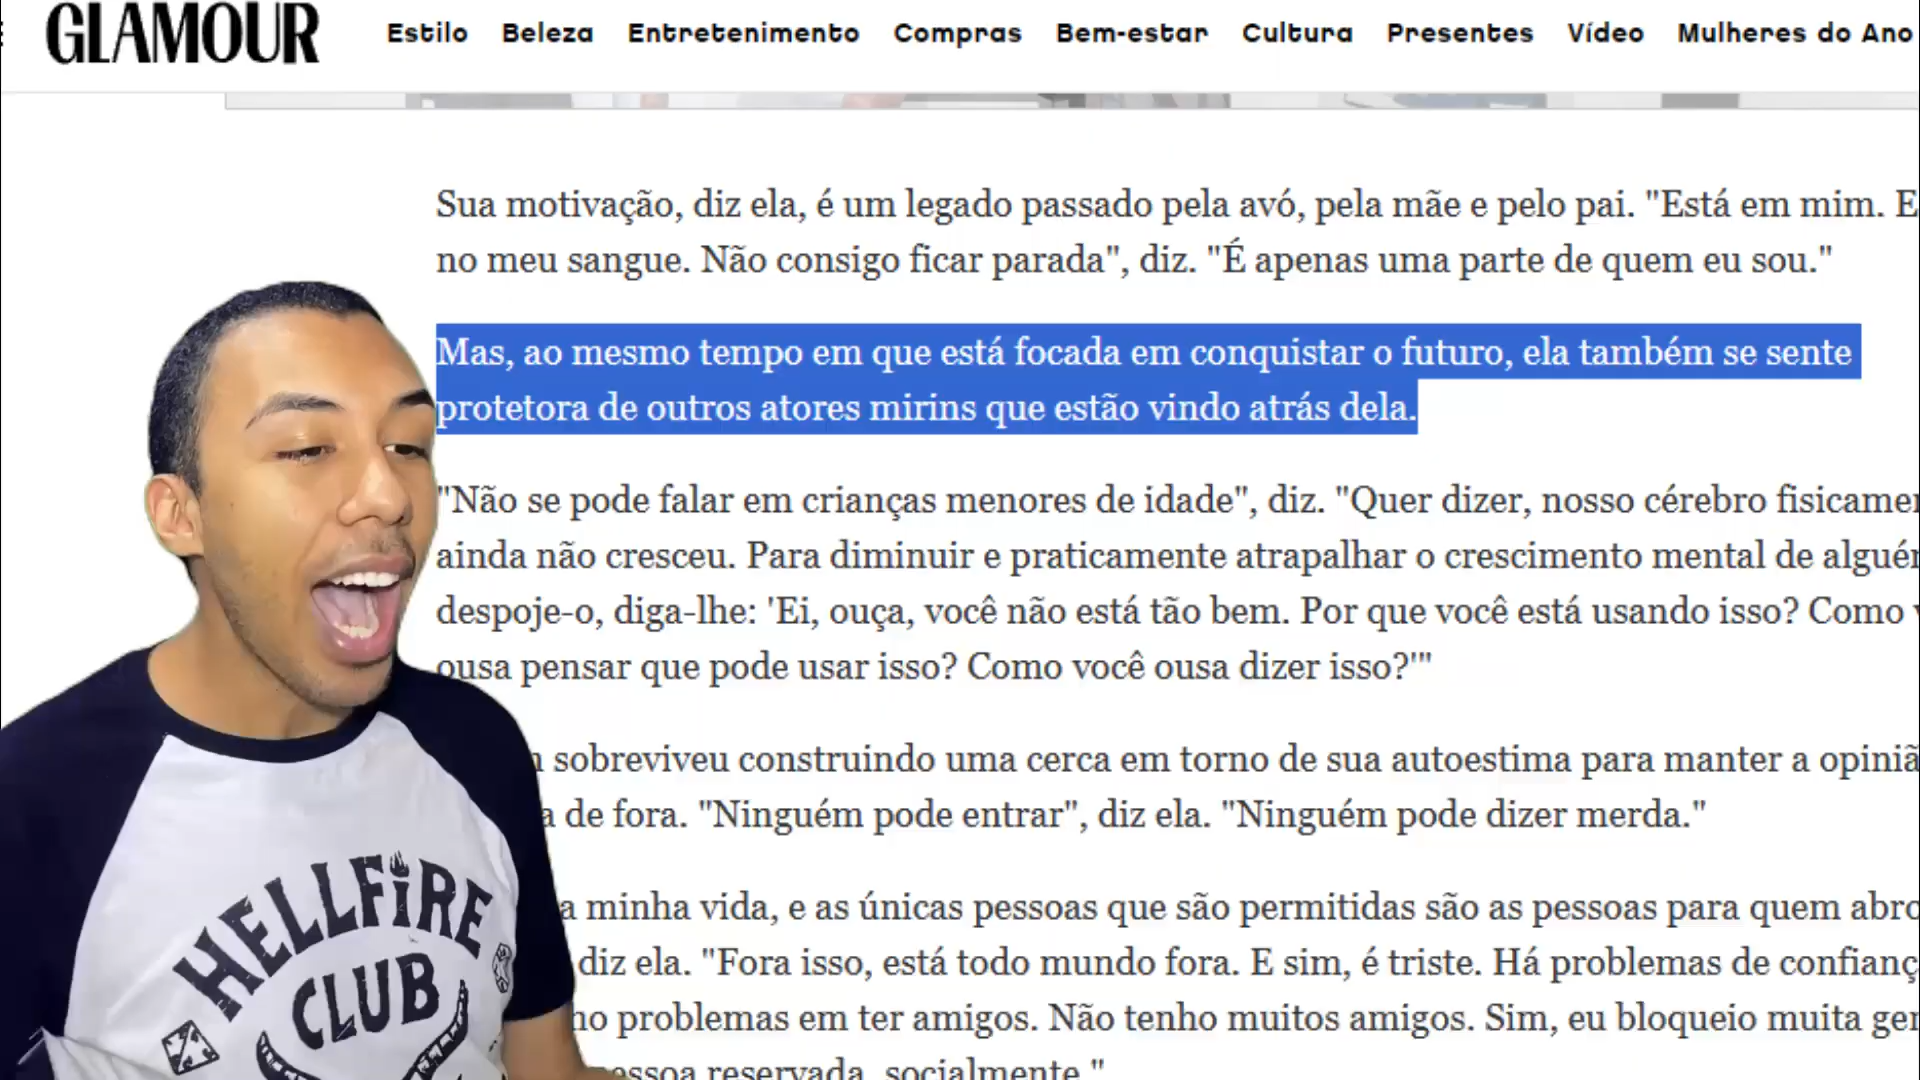 GLAMOUR
Estilo Beleza Entretenimento Compras Bem-estar Cultura Presentes Vídeo Mulheres do Ano
Sua motivação, diz ela, é um legado passado pela avó, pela mãe e pelo pai. "Está em mim. E
no meu sangue. Não consigo ficar parada", diz. "É apenas uma parte de quem eu sou."
Mas, ao mesmo tempo em que está focada em conquistar o futuro, ela também se sente
protetora de outros atores mirins que estão vindo atrás dela.
"Não se pode falar em crianças menores de idade", diz. "Quer dizer, nosso cérebro
ainda não cresceu. Para diminuir e praticamente atrapalhar o crescimento mental de
despoje-o, diga-lhe: 'Ei, ouça, você não está tão bem. Por que você está usando isso? Como
ousa pensar que pode usar isso? Como você ousa dizer isso?'"
sobreviveu construindo uma cerca em torno de sua autoestima para manter a
de fora. "Ninguém pode entrar", diz ela. "Ninguém pode dizer merda."
a minha vida, e as únicas pessoas que são permitidas são as pessoas para quem
diz ela. "Fora isso, está todo mundo fora. E sim, é triste. Há problemas de
problemas em ter amigos. Não tenho muitos amigos. Sim, eu bloqueio muita
reservada, socialmente."
HELLFIRE
CLUB